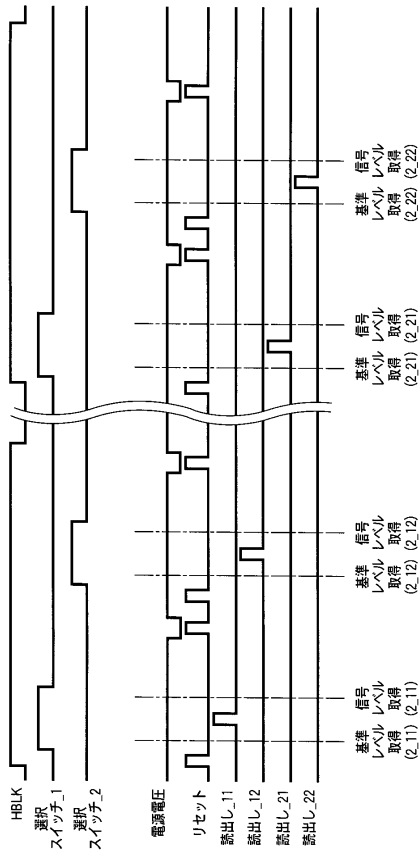 HBLK
選択
スイッチ_1
選択
スイッチ_2
電源電圧
リセット
読出し_11
読出し_12
読出し_21
読出し_22
基準
レベル
取得
(2_11)
信号
レベル
取得
(2_11)
基準
レベル
取得
(2_12)
信号
レベル
取得
(2_12)
基準
レベル
取得
(2_21)
信号
レベル
取得
(2_21)
基準
レベル
取得
(2_22)
信号
レベル
取得
(2_22)